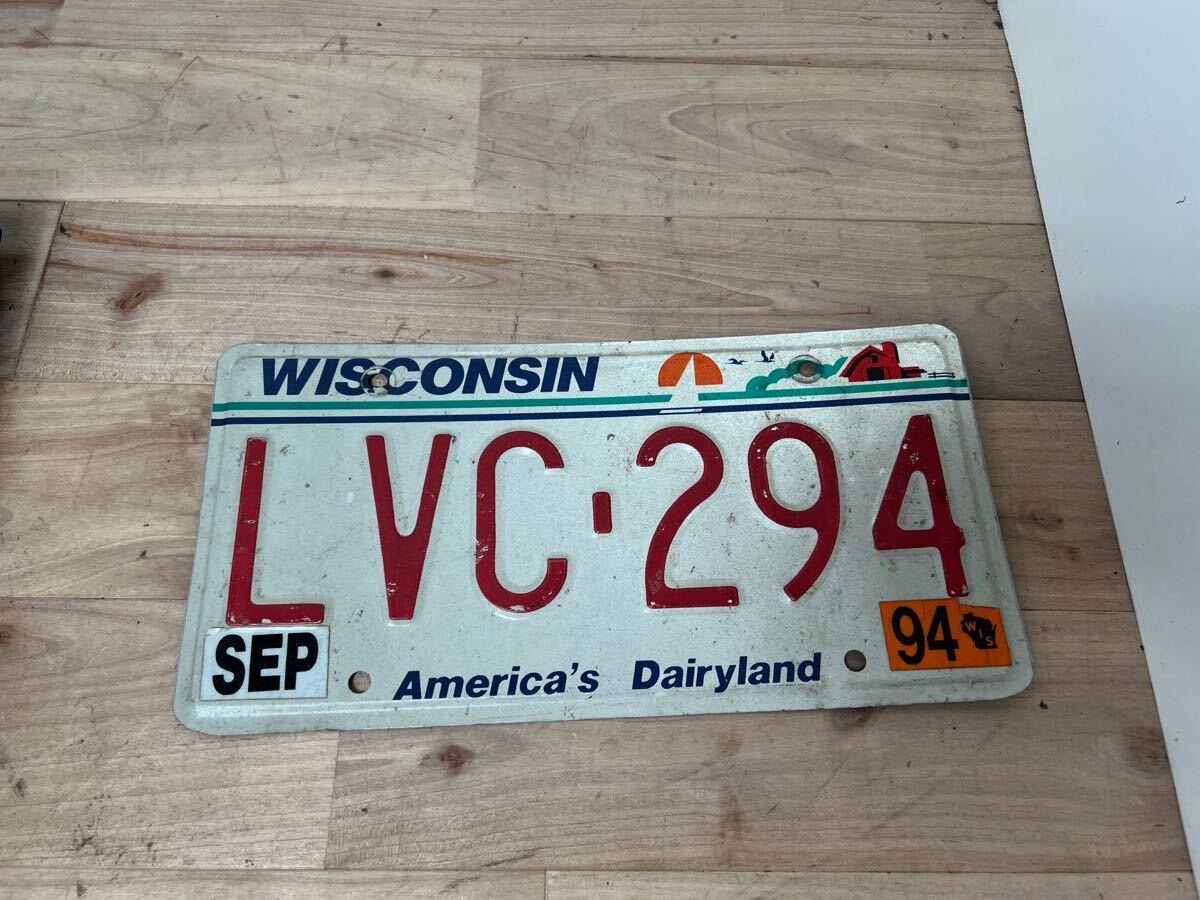 WISCONSIN
LVC-294
SEP
America's Dairyland
94 WIS